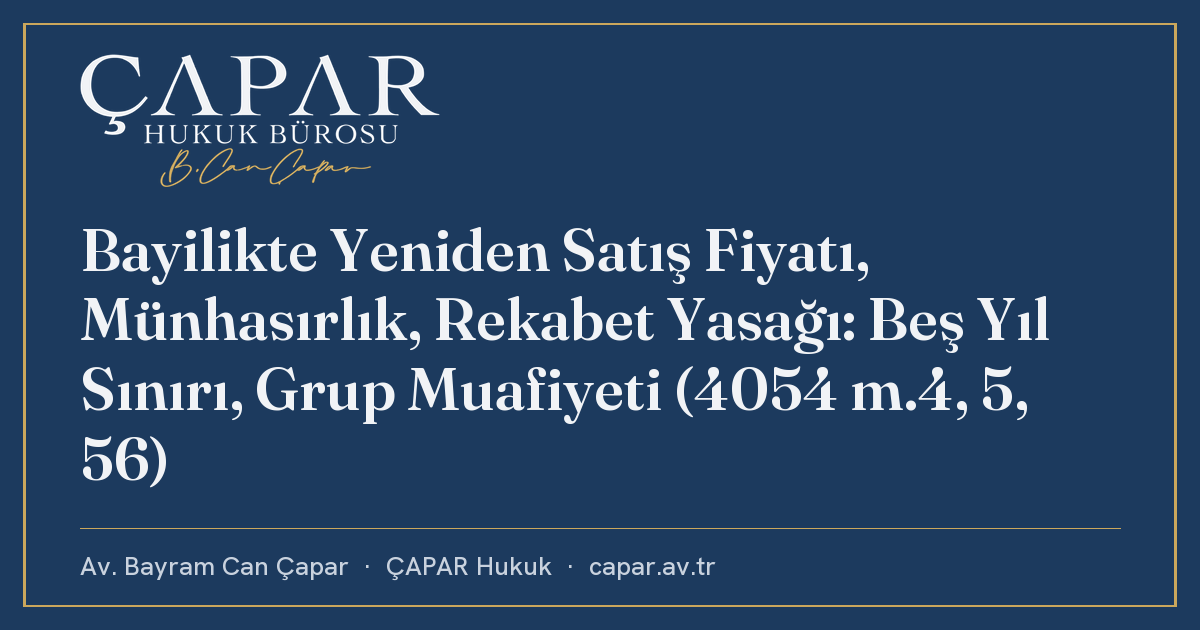 ÇAPAR
HUKUK BÜROSU
B.Can Çapar
Bayilikte Yeniden Satış Fiyatı,
Münhasırlık, Rekabet Yasağı: Beş Yıl
Sınırı, Grup Muafiyeti (4054 m.4, 5,
56)
Av. Bayram Can Çapar · ÇAPAR Hukuk · capar.av.tr